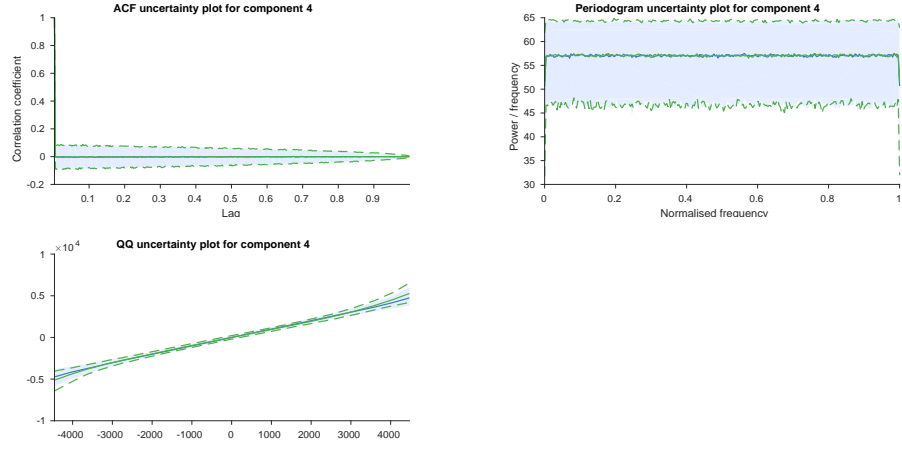 ACF uncertainty plot for component 4
1
0.8
0.6
0.4
0.2
0
-0.2
Correlation coefficient
0.1 0.2 0.3 0.4 0.5 0.6 0.7 0.8 0.9
Lag
Periodogram uncertainty plot for component 4
65
60
55
50
45
40
35
30
Power / frequency
0 0.2 0.4 0.6 0.8 1
Normalised frequency
QQ uncertainty plot for component 4
×10 4
1
0.5
0
-0.5
-1
-4000 -3000 -2000 -1000 0 1000 2000 3000 4000